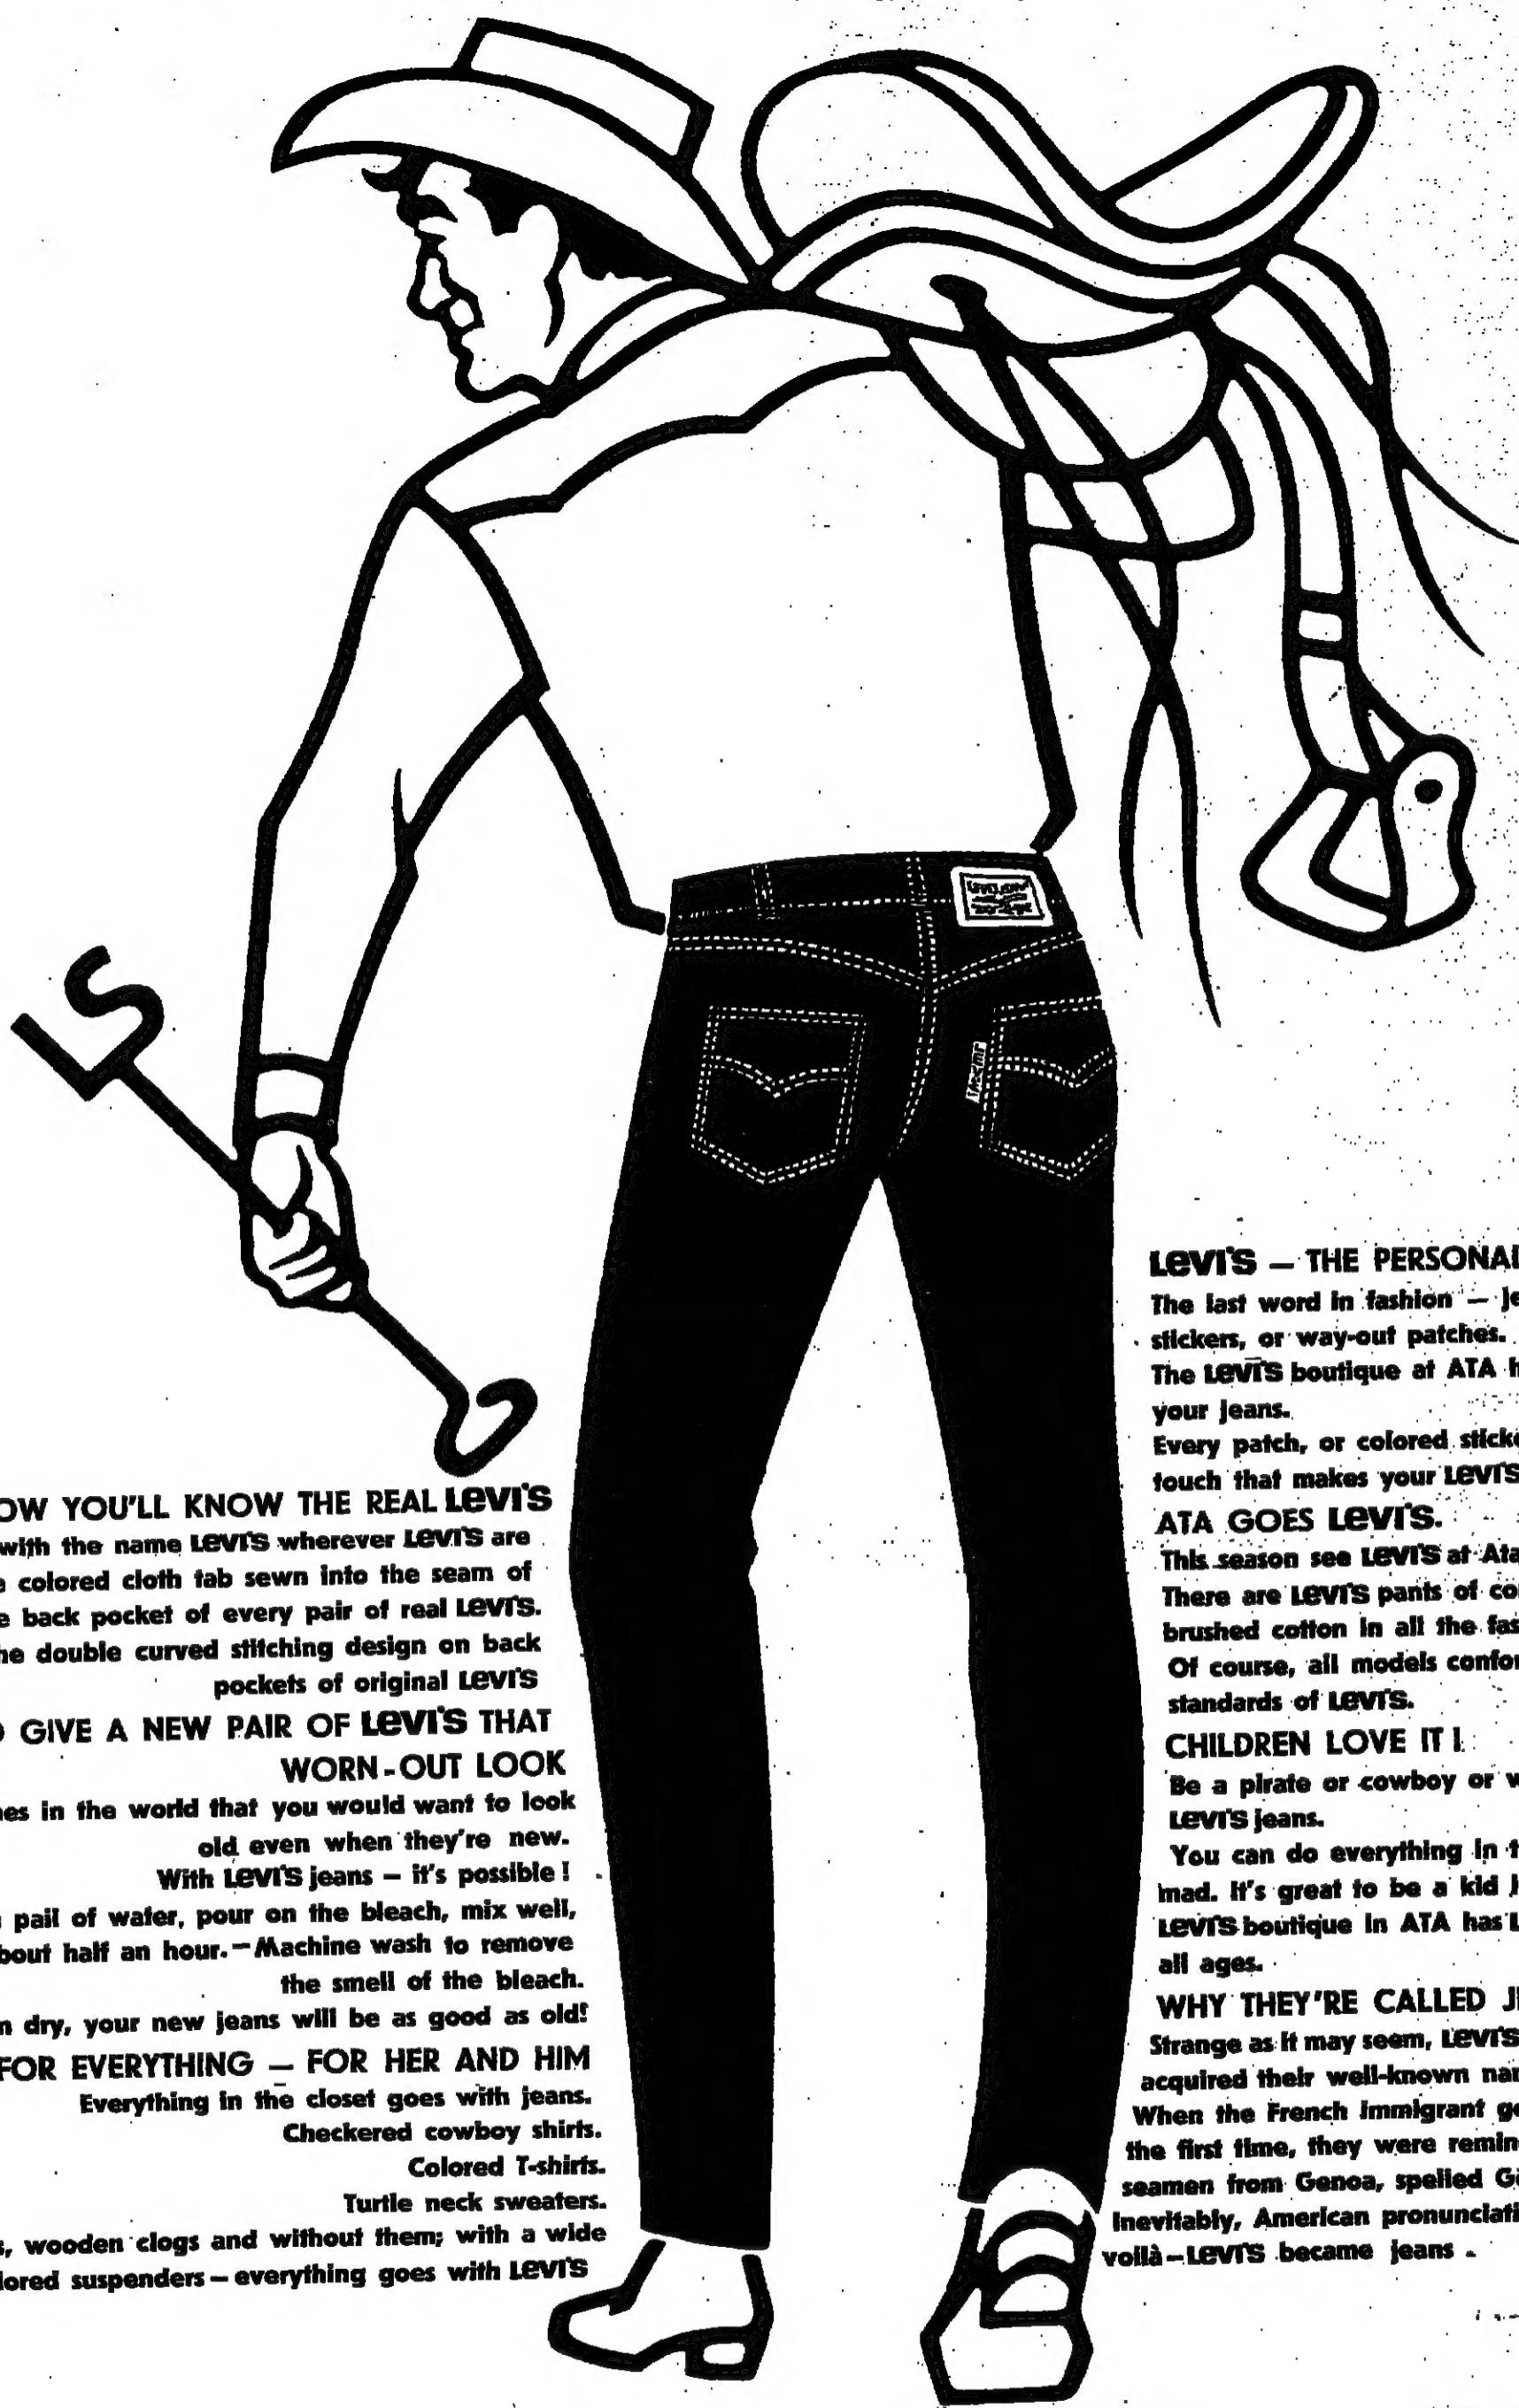 YOU'LL KNOW THE REAL LEVI'S
with the name LEVI'S wherever LEVI'S are
colored cloth tab sewn into the seam of
back pocket of every pair of real LEVI'S.
double curved stitching design on back
pockets of original LEVI'S
GIVE A NEW PAIR OF LEVI'S THAT
WORN-OUT LOOK
in the world that you would want to look
old even when they're new.
With LEVI'S jeans — it's possible !
pail of water, pour on the bleach, mix well,
half an hour. — Machine wash to remove
the smell of the bleach.
dry, your new jeans will be as good as old!
FOR EVERYTHING — FOR HER AND HIM
Everything in the closet goes with jeans.
Checkered cowboy shirts.
Colored T-shirts.
Turtle neck sweaters.
wooden clogs and without them; with a wide
suspenders — everything goes with LEVI'S
LEVI'S — THE PERSONAL
The last word in fashion —
stickers, or way-out patches.
The LEVI'S boutique at ATA
your jeans.
Every patch, or colored
touch that makes your LEVI'S
ATA GOES LEVI'S.
This season see LEVI'S at Ata
There are LEVI'S pants of
brushed cotton in all the
Of course, all models
standards of LEVI'S.
CHILDREN LOVE IT !
Be a pirate or cowboy or
LEVI'S jeans.
You can do everything in
mad. It's great to be a kid
LEVI'S boutique in ATA has
all ages.
WHY THEY'RE CALLED
Strange as it may seem, LEVI'S
acquired their well-known
When the French immigrant
the first time, they were
seamen from Genoa, spelled
Inevitably, American
voilà — LEVI'S became jeans .